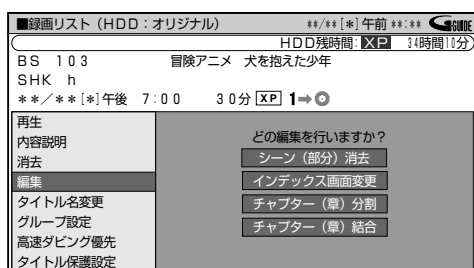 ■録画リスト（HDD：オリジナル） **/**[*]午前 **:** GGUIDE
HDD残時間：XP 34時間10分）
BS 103 冒険アニメ 犬を抱えた少年
SHK h
**／**[*]午後 7:00 30分 XP 1⇒
再生
内容説明
消去
編集
タイトル名変更
グループ設定
高速ダビング優先
タイトル保護設定
どの編集を行いますか？
シーン（部分）消去
インデックス画面変更
チャプター（章）分割
チャプター（章）結合